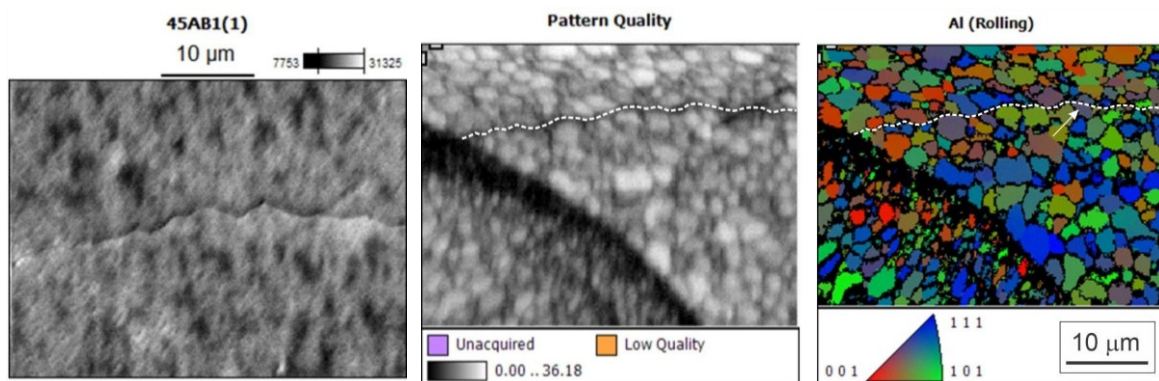 45AB1(1)
10 µm
7753
31325
Pattern Quality
Unacquired
Low Quality
0.00 .. 36.18
Al (Rolling)
1 1 1
0 0 1
1 0 1
10 µm